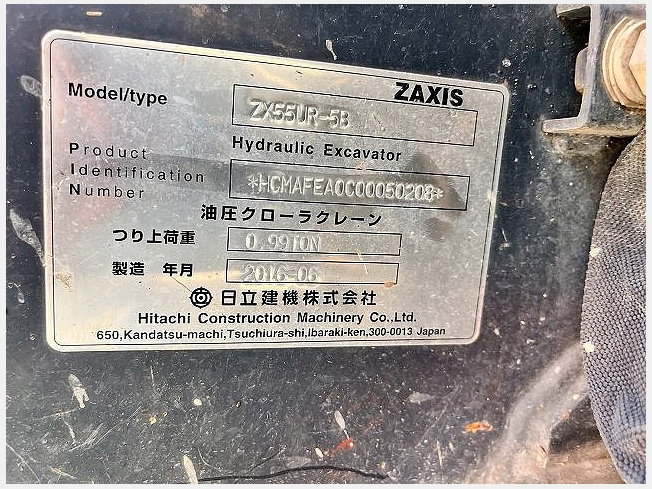 ZAXIS
Model/type ZX55UR-5B
Hydraulic Excavator
Product Identification Number *HCMAFEA0C00050208*
油圧クローラクレーン
つり上荷重 0.99TON
製造 年月 2016-06
日立建機株式会社
Hitachi Construction Machinery Co.,Ltd.
650,Kandatsu-machi,Tsuchiura-shi,Ibaraki-ken,300-0013 Japan